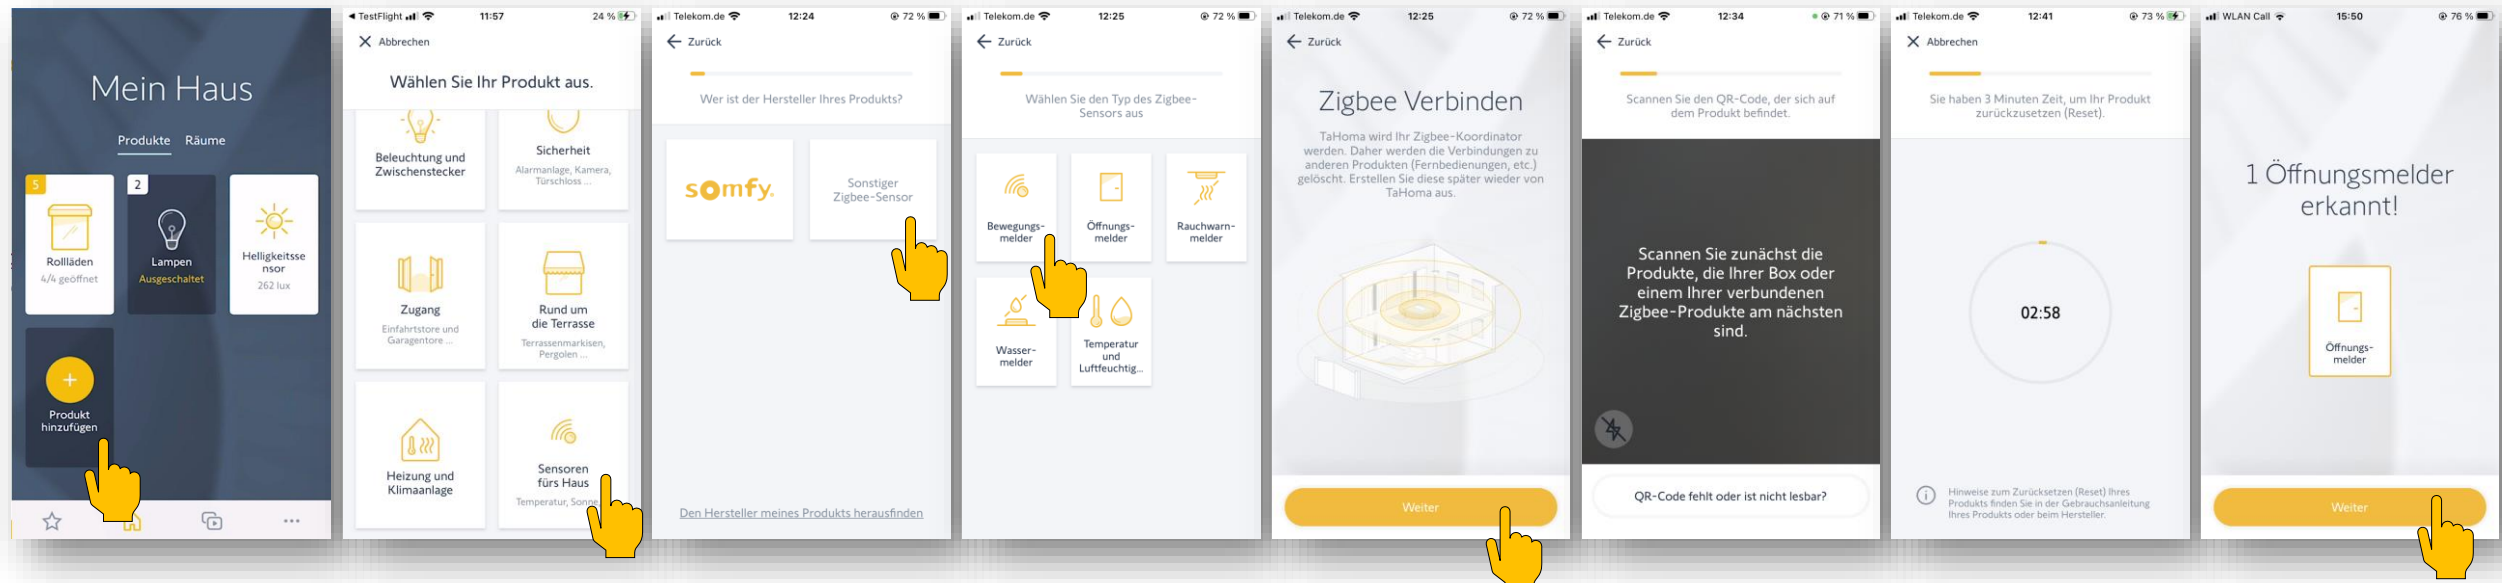 Mein Haus
Produkte Räume
5
Rollläden
4/4 geöffnet
2
Lampen
Ausgeschaltet
Helligkeitsse
nsor
262 lux
+
Produkt
hinzufügen
TestFlight 11:57 24 %
Abbrechen
Wählen Sie Ihr Produkt aus.
Beleuchtung und
Zwischenstecker
Sicherheit
Alarmanlage, Kamera,
Türschloss ...
Zugang
Einfahrtstore und
Garagentore ...
Rund um
die Terrasse
Terrassenmarkisen,
Pergolen ...
Heizung und
Klimaanlage
Sensoren
fürs Haus
Temperatur, Sonne
Telekom.de 12:24 72 %
Zurück
Wer ist der Hersteller Ihres Produkts?
somfy.
Sonstiger
Zigbee-Sensor
Den Hersteller meines Produkts herausfinden
Telekom.de 12:25 72 %
Zurück
Wählen Sie den Typ des Zigbee-
Sensors aus
Bewegungs-
melder
Öffnungs-
melder
Rauchwarn-
melder
Wasser-
melder
Temperatur
und
Luftfeuchtig...
Telekom.de 12:25 72 %
Zurück
Zigbee Verbinden
TaHoma wird Ihr Zigbee-Koordinator
werden. Daher werden die Verbindungen zu
anderen Produkten (Fernbedienungen, etc.)
gelöscht. Erstellen Sie diese später wieder von
TaHoma aus.
Weiter
Telekom.de 12:34 71 %
Zurück
Scannen Sie den QR-Code, der sich auf
dem Produkt befindet.
Scannen Sie zunächst die
Produkte, die Ihrer Box oder
einem Ihrer verbundenen
Zigbee-Produkte am nächsten
sind.
QR-Code fehlt oder ist nicht lesbar?
Telekom.de 12:41 73 %
Abbrechen
Sie haben 3 Minuten Zeit, um Ihr Produkt
zurückzusetzen (Reset).
02:58
Hinweise zum Zurücksetzen (Reset) Ihres
Produkts finden Sie in der Gebrauchsanleitung
Ihres Produkts oder beim Hersteller.
WLAN Call 15:50 76 %
1 Öffnungsmelder
erkannt!
Öffnungs-
melder
Weiter